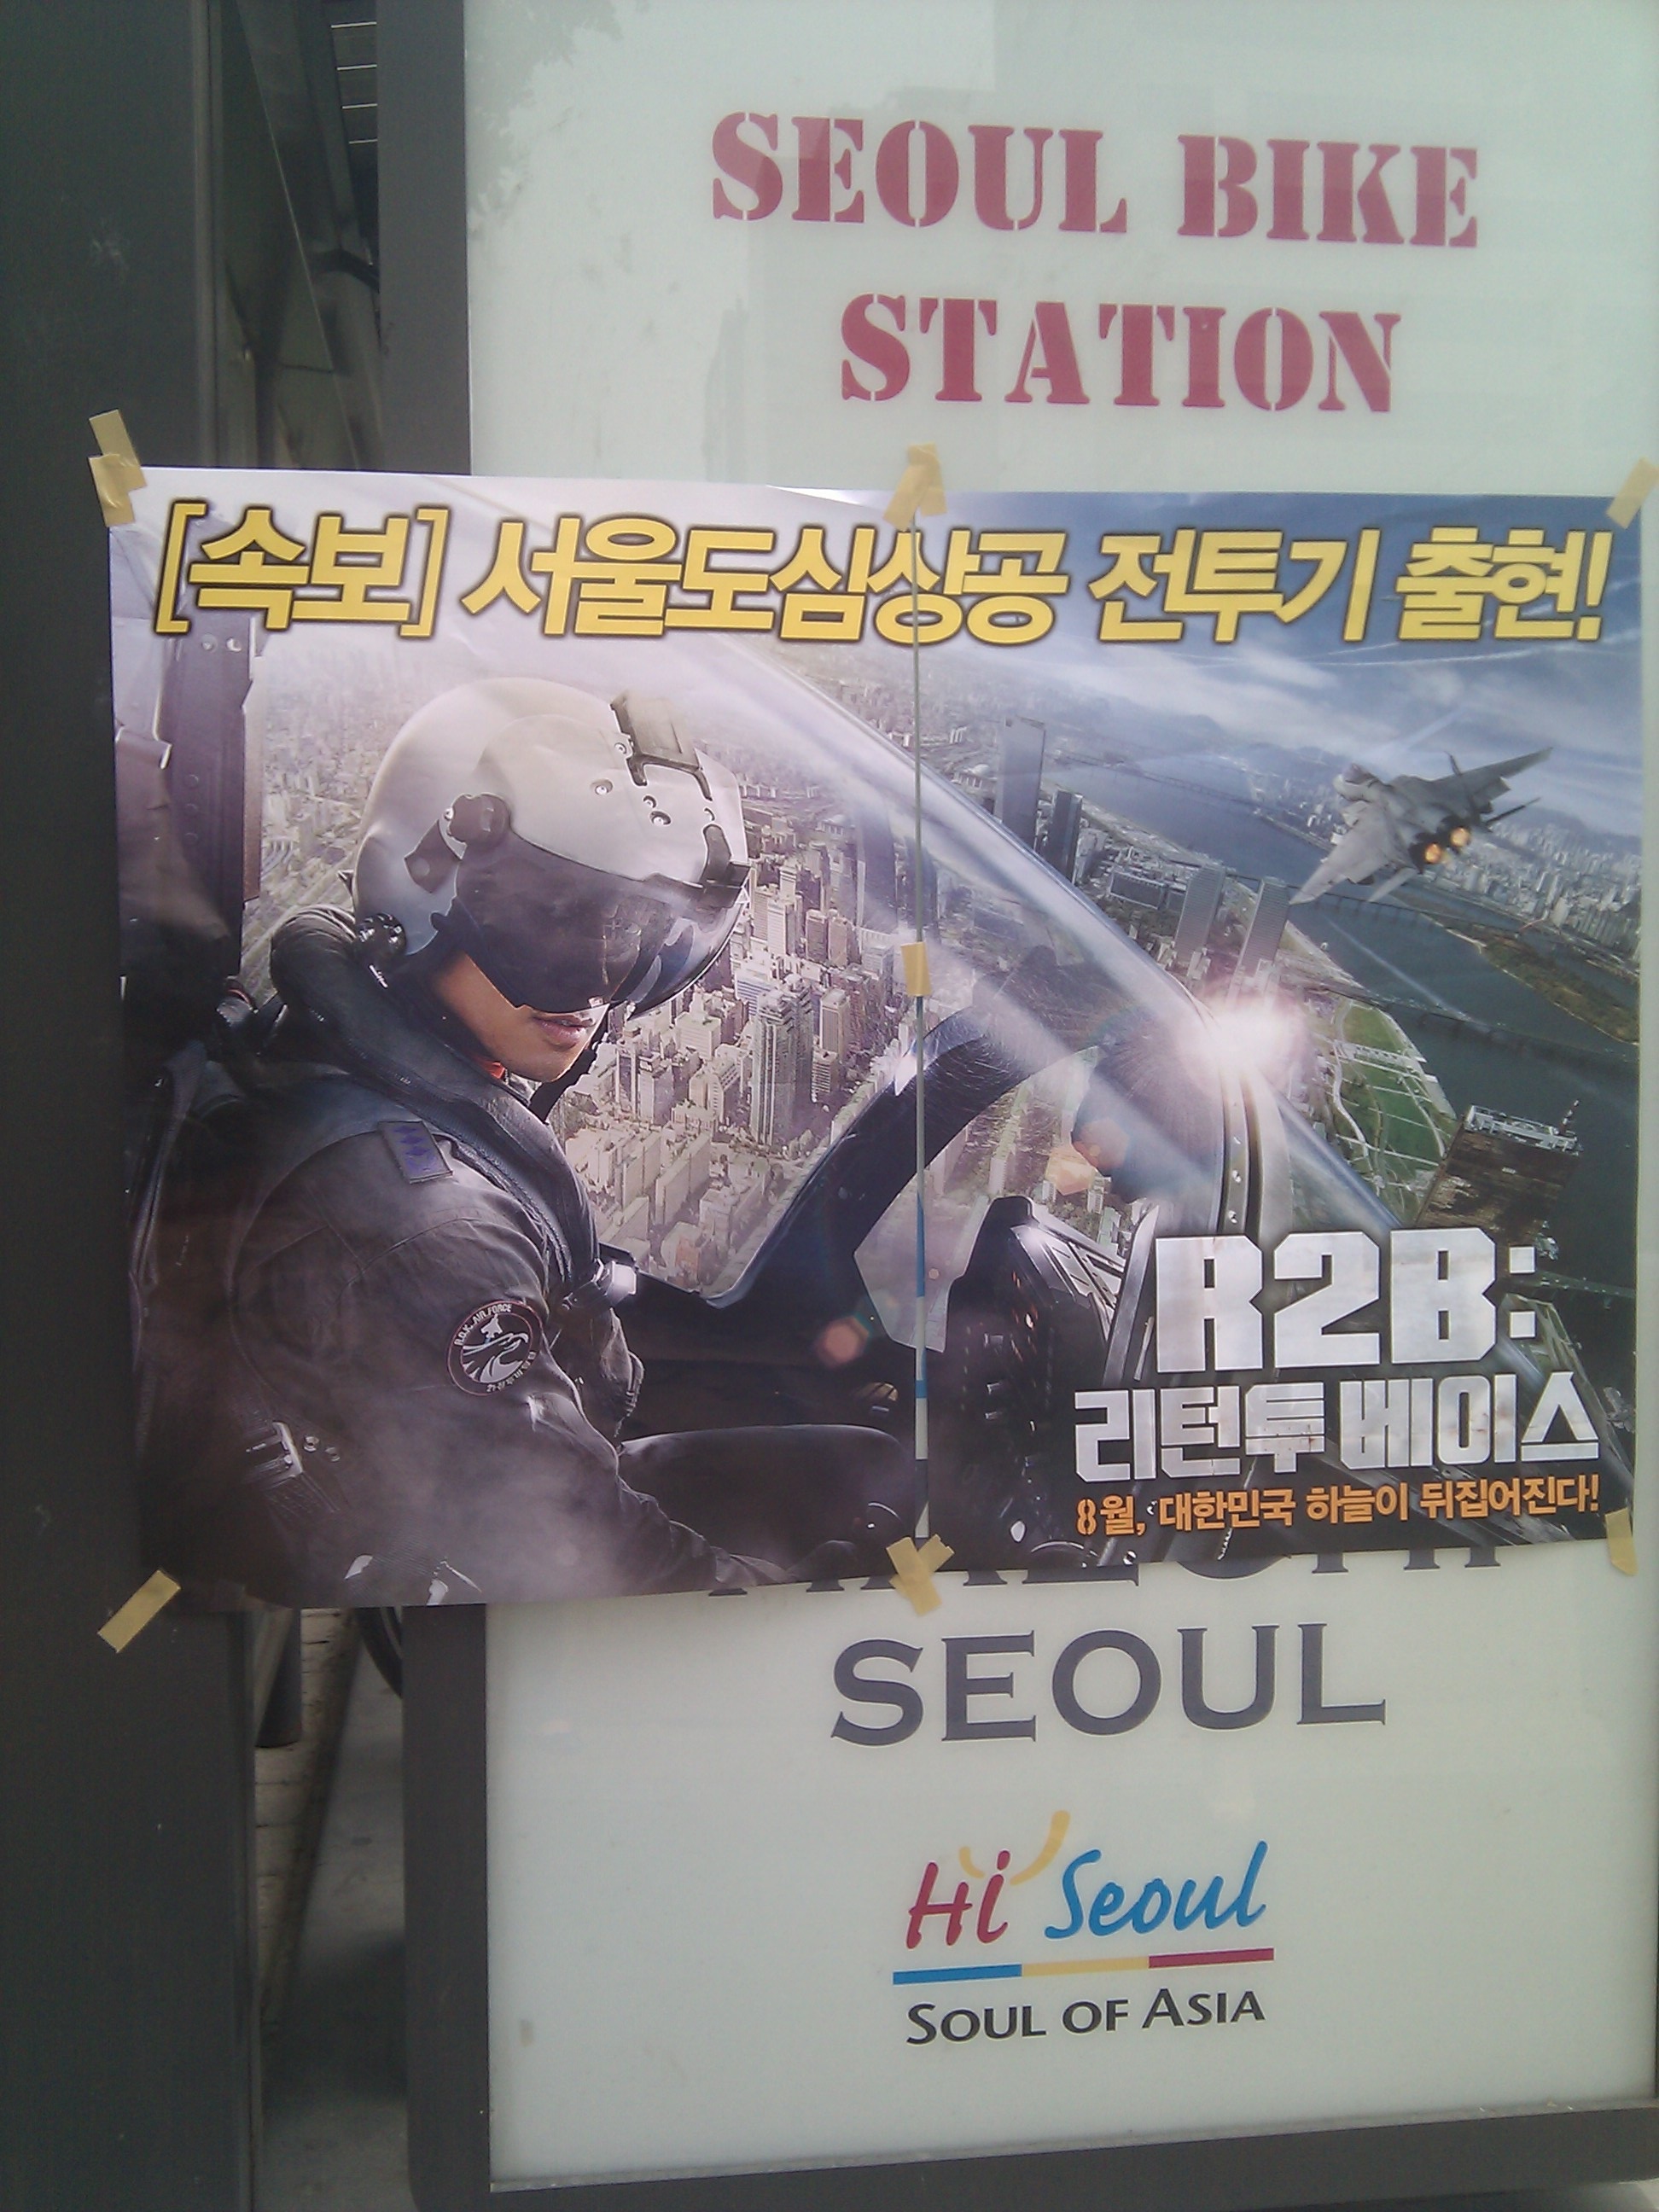 SEOUL BIKE
STATION
[속보] 서울도심상공 전투기 출현!
R.O.K. AIR FORCE
R2B:
리턴투베이스
8월, 대한민국 하늘이 뒤집어진다!
SEOUL
Hi Seoul
SOUL OF ASIA